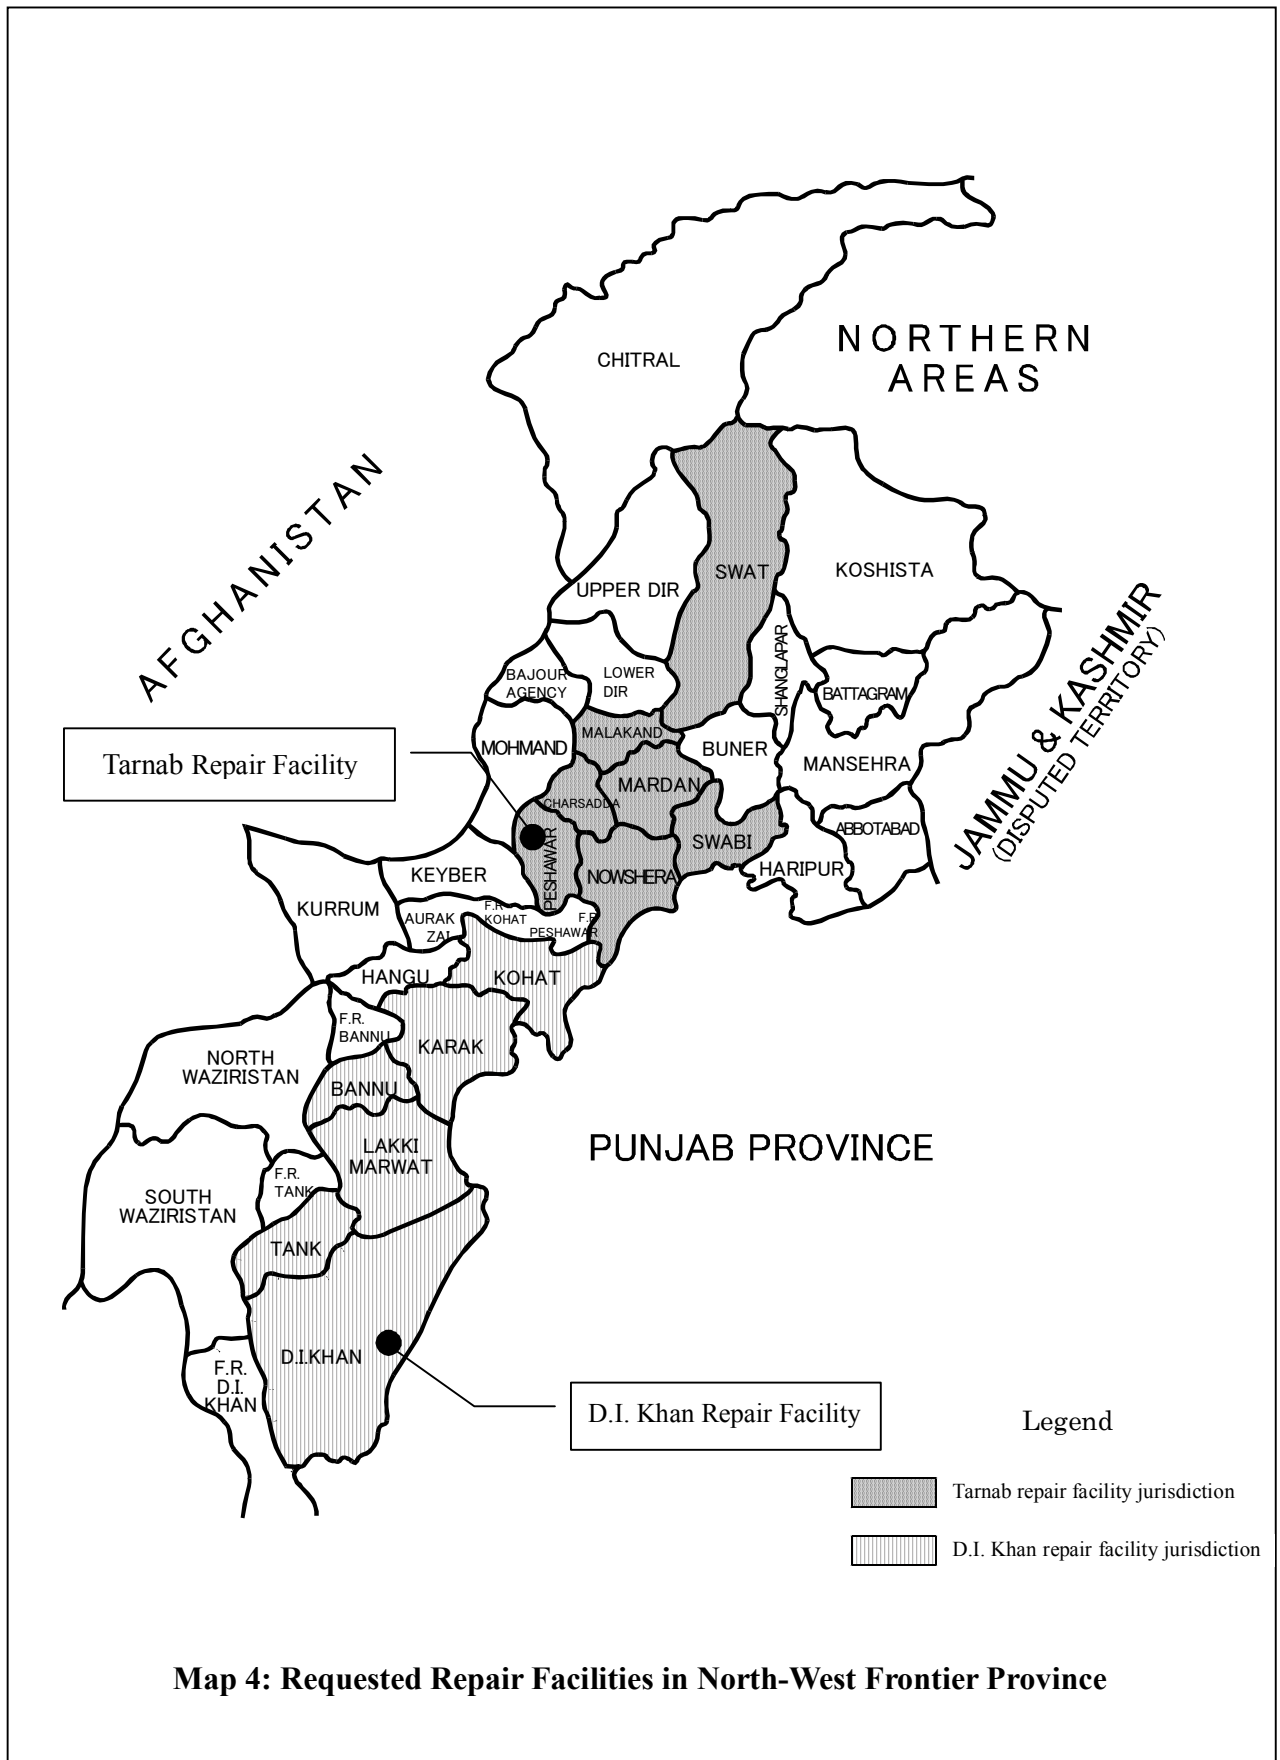 NORTHERN
AREAS
CHITRAL
AFGHANISTAN
SWAT
KOSHISTA
UPPER DIR
JAMMU & KASHMIR
(DISPUTED TERRITORY)
SHANGLAPAR
BAJOUR
AGENCY
LOWER
DIR
BATTAGRAM
MALAKAND
MOHMAND
BUNER
MANSEHRA
Tarnab Repair Facility
MARDAN
CHARSADDA
ABBOTABAD
SWABI
PESHAWAR
HARIPUR
KEYBER
NOWSHERA
KURRUM
AURAK
ZAI
F.R
KOHAT
F.R
PESHAWAR
HANGU
KOHAT
F.R.
BANNU
KARAK
NORTH
WAZIRISTAN
BANNU
PUNJAB PROVINCE
LAKKI
MARWAT
F.R.
TANK
SOUTH
WAZIRISTAN
TANK
D.I.KHAN
F.R.
D.I.
KHAN
D.I. Khan Repair Facility
Legend
Tarnab repair facility jurisdiction
D.I. Khan repair facility jurisdiction
Map 4: Requested Repair Facilities in North-West Frontier Province